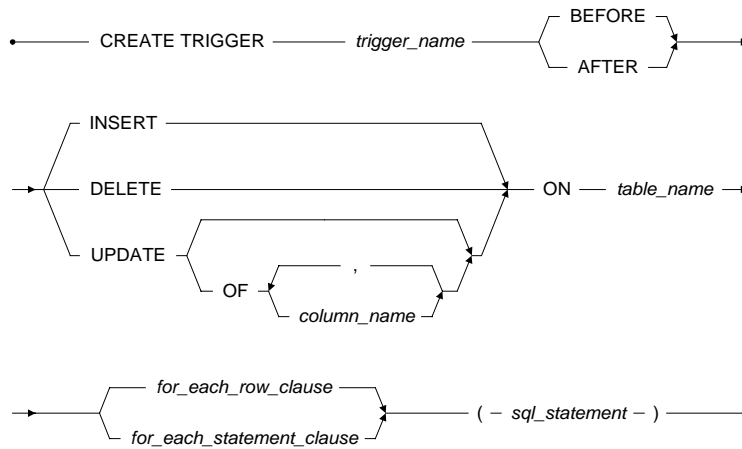 BEFORE
CREATE TRIGGER trigger_name
AFTER
INSERT
DELETE ON table_name
UPDATE
,
OF
column_name
for_each_row_clause
( – sql_statement – )
for_each_statement_clause